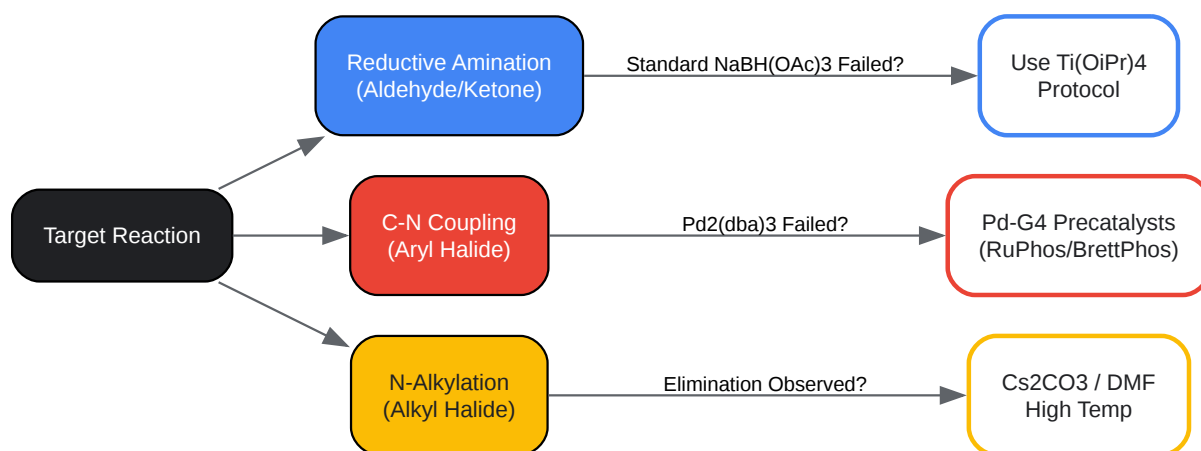 Reductive Amination
(Aldehyde/Ketone)
Standard NaBH(OAc)3 Failed?
Use Ti(OiPr)4
Protocol
Target Reaction
C-N Coupling
(Aryl Halide)
Pd2(dba)3 Failed?
Pd-G4 Precatalysts
(RuPhos/BrettPhos)
N-Alkylation
(Alkyl Halide)
Elimination Observed?
Cs2CO3 / DMF
High Temp